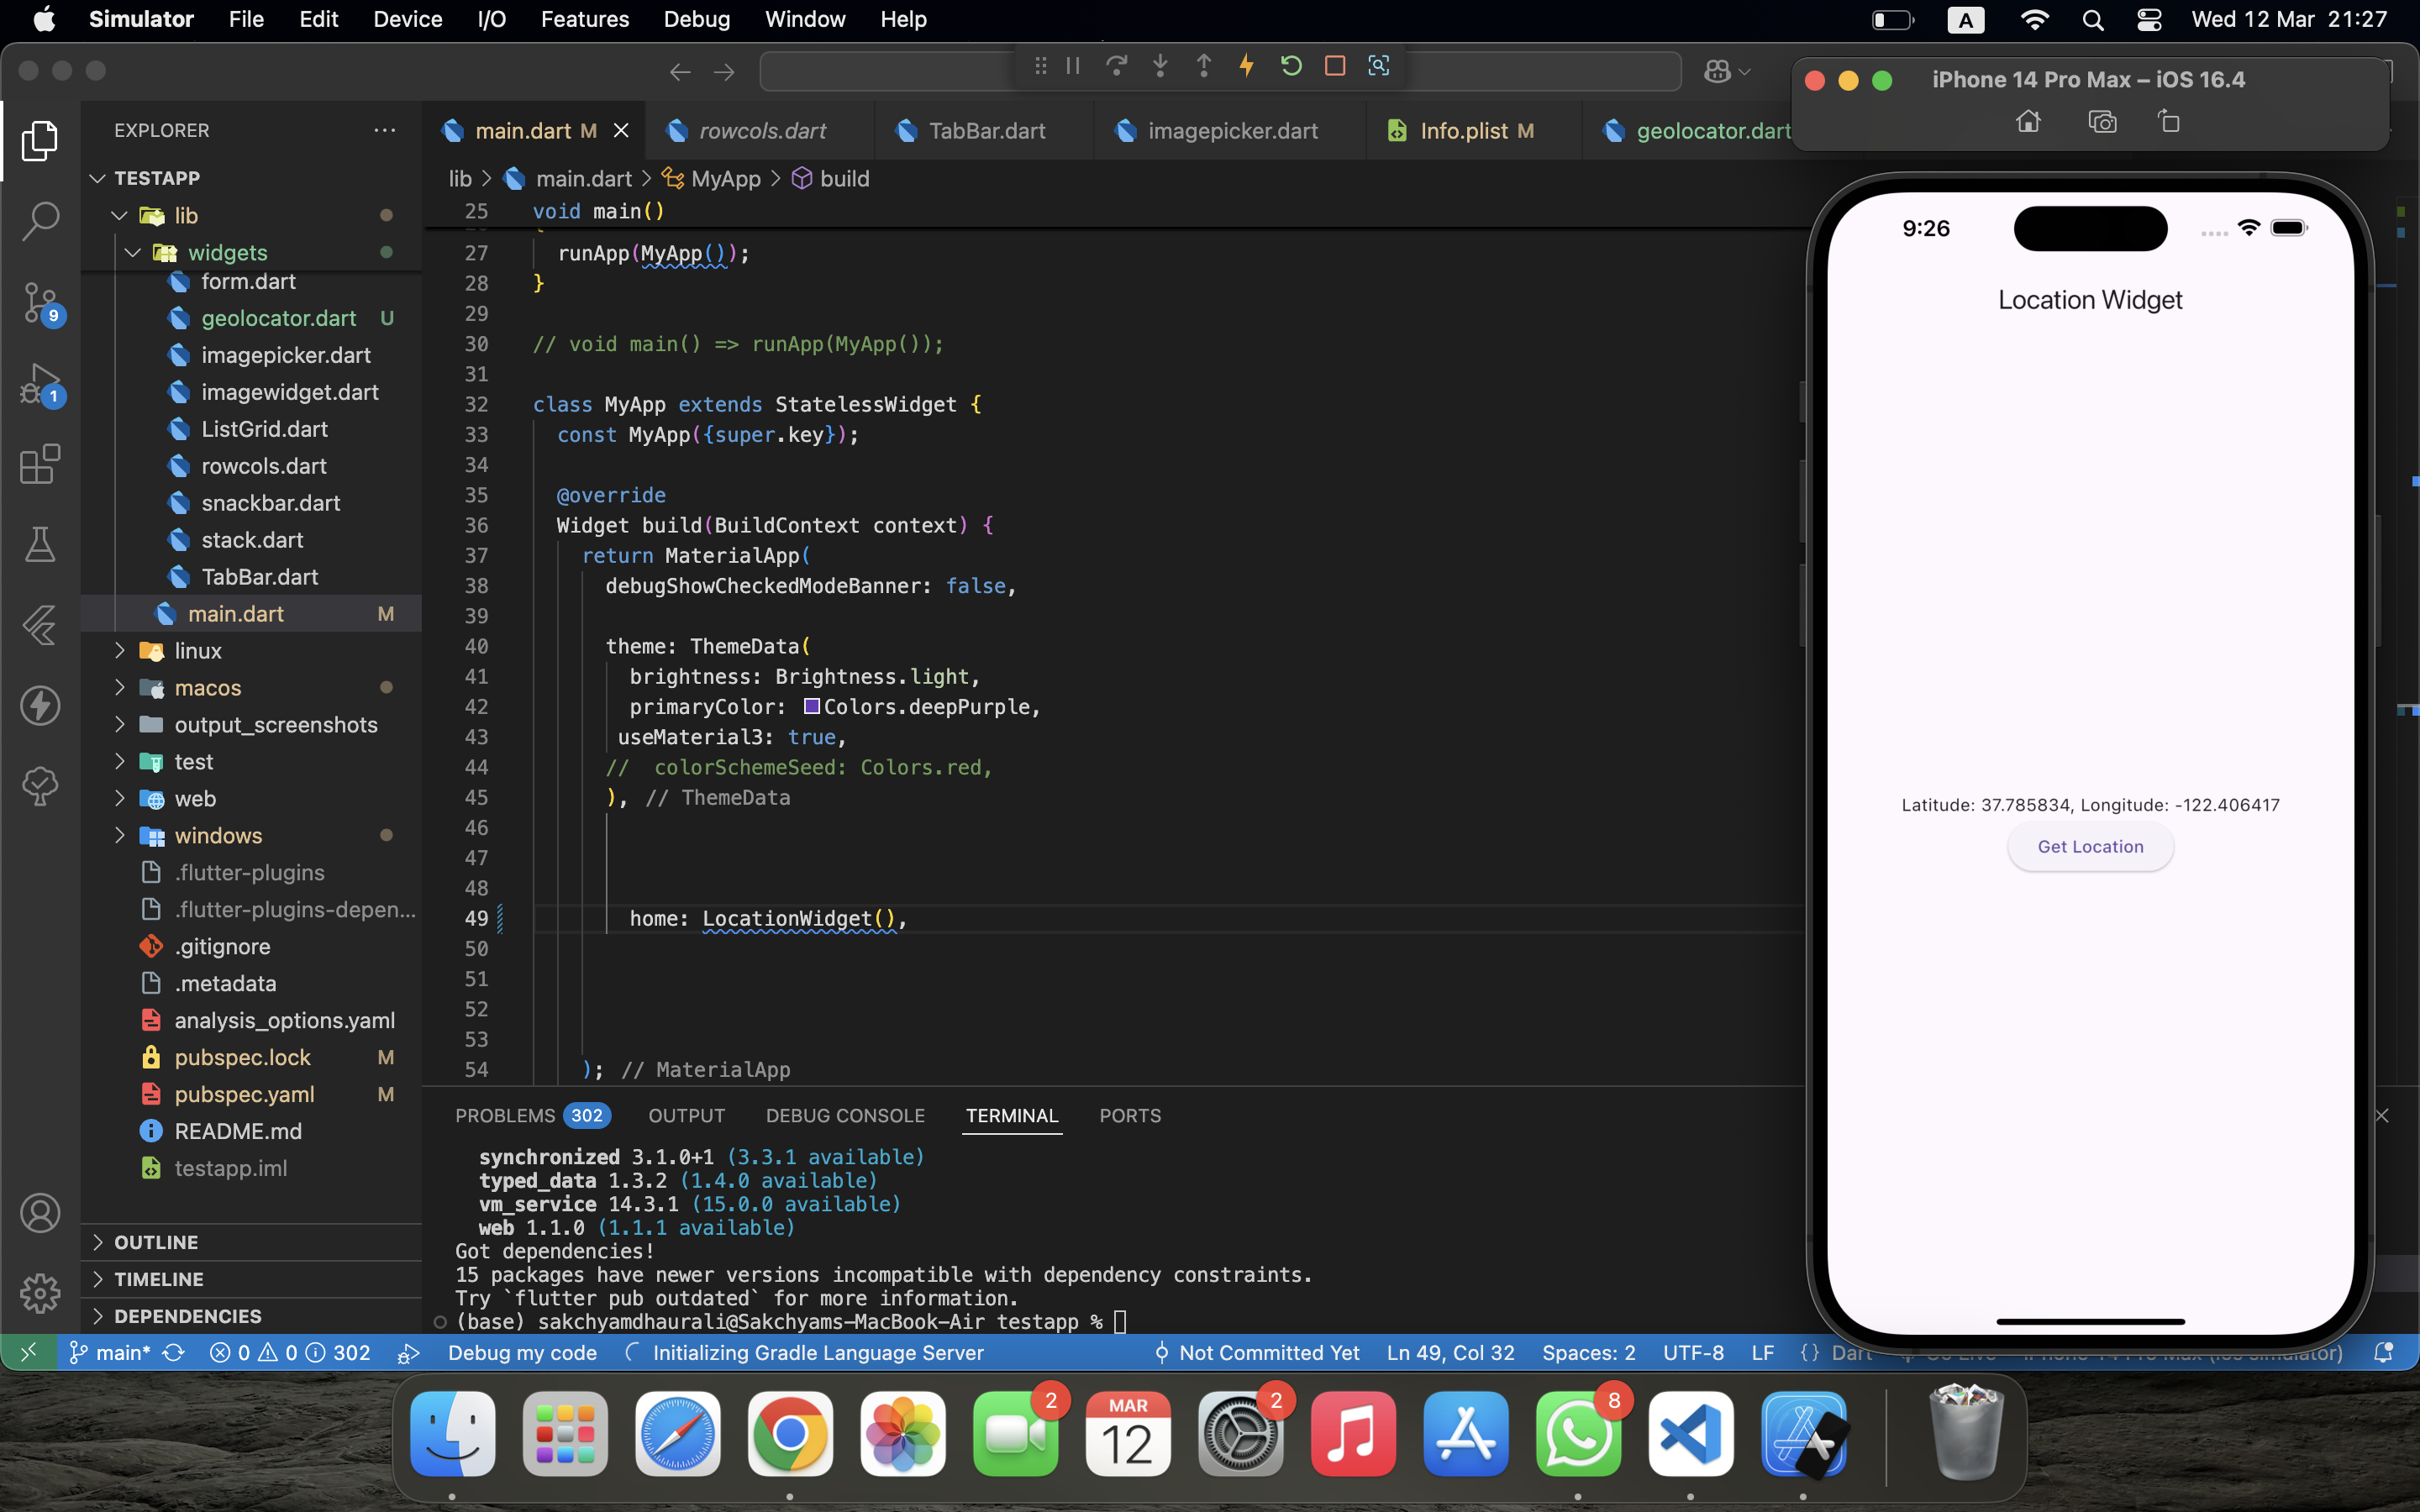 Simulator File Edit Device I/O Features Debug Window Help A Wed 12 Mar 21:27
iPhone 14 Pro Max – iOS 16.4
EXPLORER
main.dart M
rowcols.dart
TabBar.dart
imagepicker.dart
Info.plist M
geolocator.dart
TESTAPP
lib
widgets
form.dart
geolocator.dart U
imagepicker.dart
imagewidget.dart
ListGrid.dart
rowcols.dart
snackbar.dart
stack.dart
TabBar.dart
main.dart M
linux
macos
output_screenshots
test
web
windows
.flutter-plugins
.flutter-plugins-depen...
.gitignore
.metadata
analysis_options.yaml
pubspec.lock M
pubspec.yaml M
README.md
testapp.iml
OUTLINE
TIMELINE
DEPENDENCIES
9
1
lib > main.dart > MyApp > build
25 void main()
27 runApp(MyApp());
28 }
29
30 // void main() => runApp(MyApp());
31
32 class MyApp extends StatelessWidget {
33 const MyApp({super.key});
34
35 @override
36 Widget build(BuildContext context) {
37 return MaterialApp(
38 debugShowCheckedModeBanner: false,
39
40 theme: ThemeData(
41 brightness: Brightness.light,
42 primaryColor: Colors.deepPurple,
43 useMaterial3: true,
44 // colorSchemeSeed: Colors.red,
45 ), // ThemeData
46
47
48
49 home: LocationWidget(),
50
51
52
53
54 ); // MaterialApp
PROBLEMS 302 OUTPUT DEBUG CONSOLE TERMINAL PORTS
synchronized 3.1.0+1 (3.3.1 available)
typed_data 1.3.2 (1.4.0 available)
vm_service 14.3.1 (15.0.0 available)
web 1.1.0 (1.1.1 available)
Got dependencies!
15 packages have newer versions incompatible with dependency constraints.
Try `flutter pub outdated` for more information.
(base) sakchyamdhaurali@Sakchyams-MacBook-Air testapp %
9:26
Location Widget
Latitude: 37.785834, Longitude: -122.406417
Get Location
main* 0 0 302 Debug my code Initializing Gradle Language Server Not Committed Yet Ln 49, Col 32 Spaces: 2 UTF-8 LF {} Dart
2
MAR
12
2
8